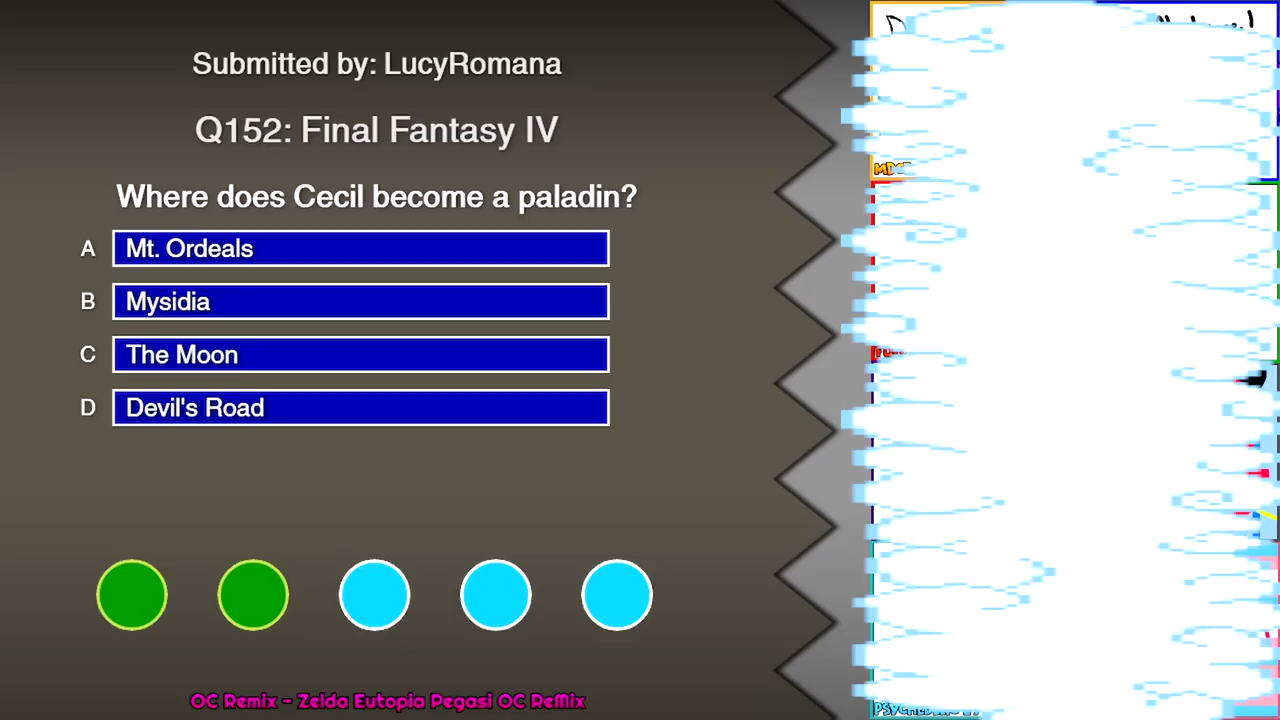 Submitted by: LucyRomana
Q152: Final Fantasy IV
Where does Cecil become a paladin?
A Mt. Ordeals
B Mysidia
C The Moon
D Devil's Road
OC Remix - Zelda Eutopia Pegasi OC ReMix